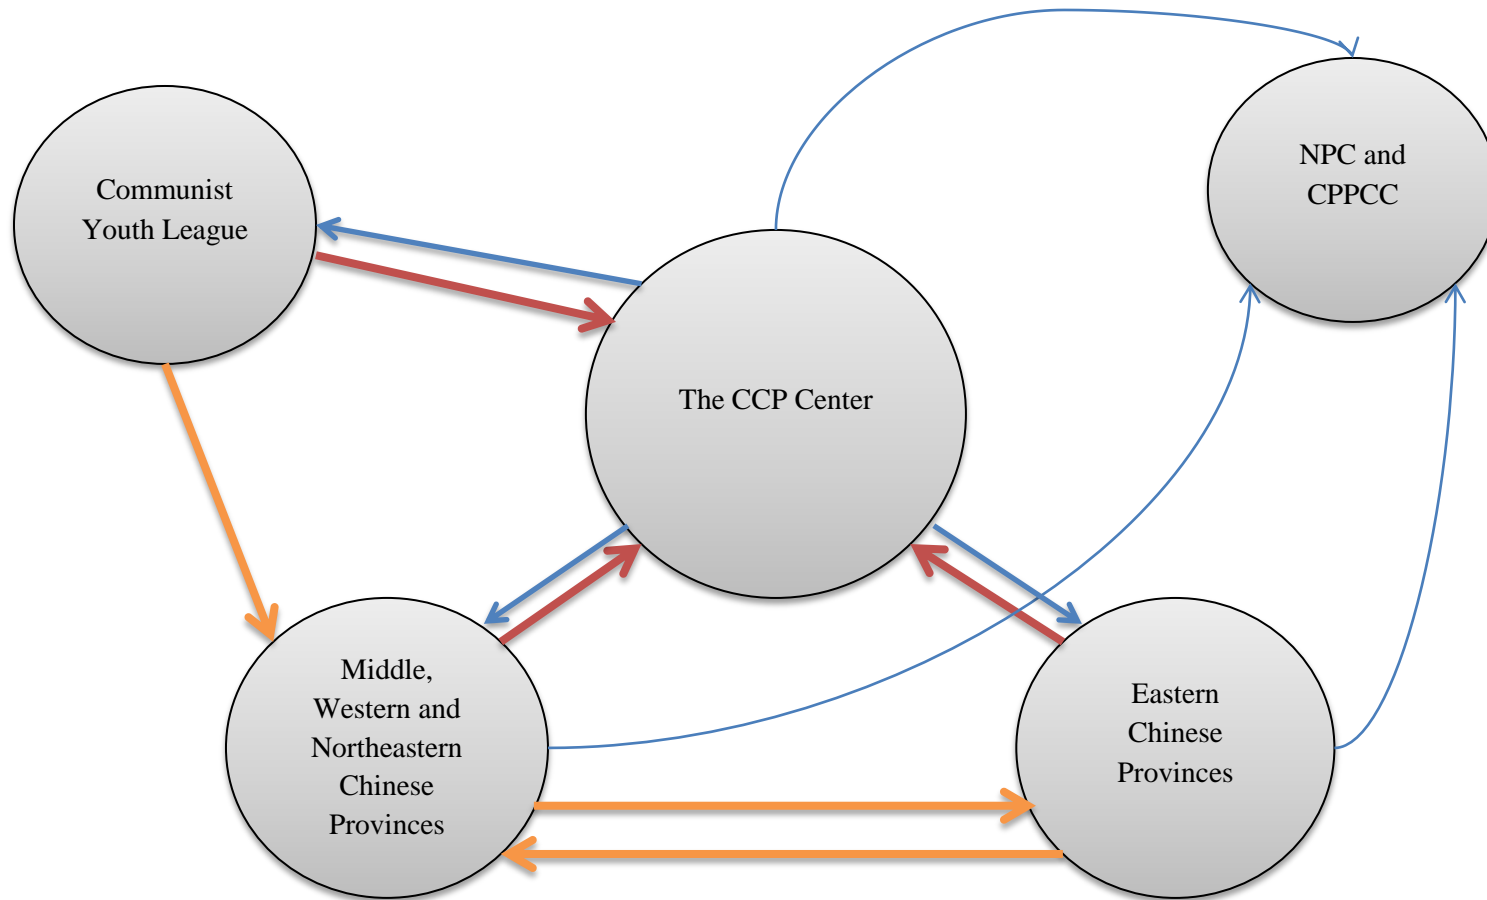 Communist
Youth League
NPC and
CPPCC
The CCP Center
Middle,
Western and
Northeastern
Chinese
Provinces
Eastern
Chinese
Provinces